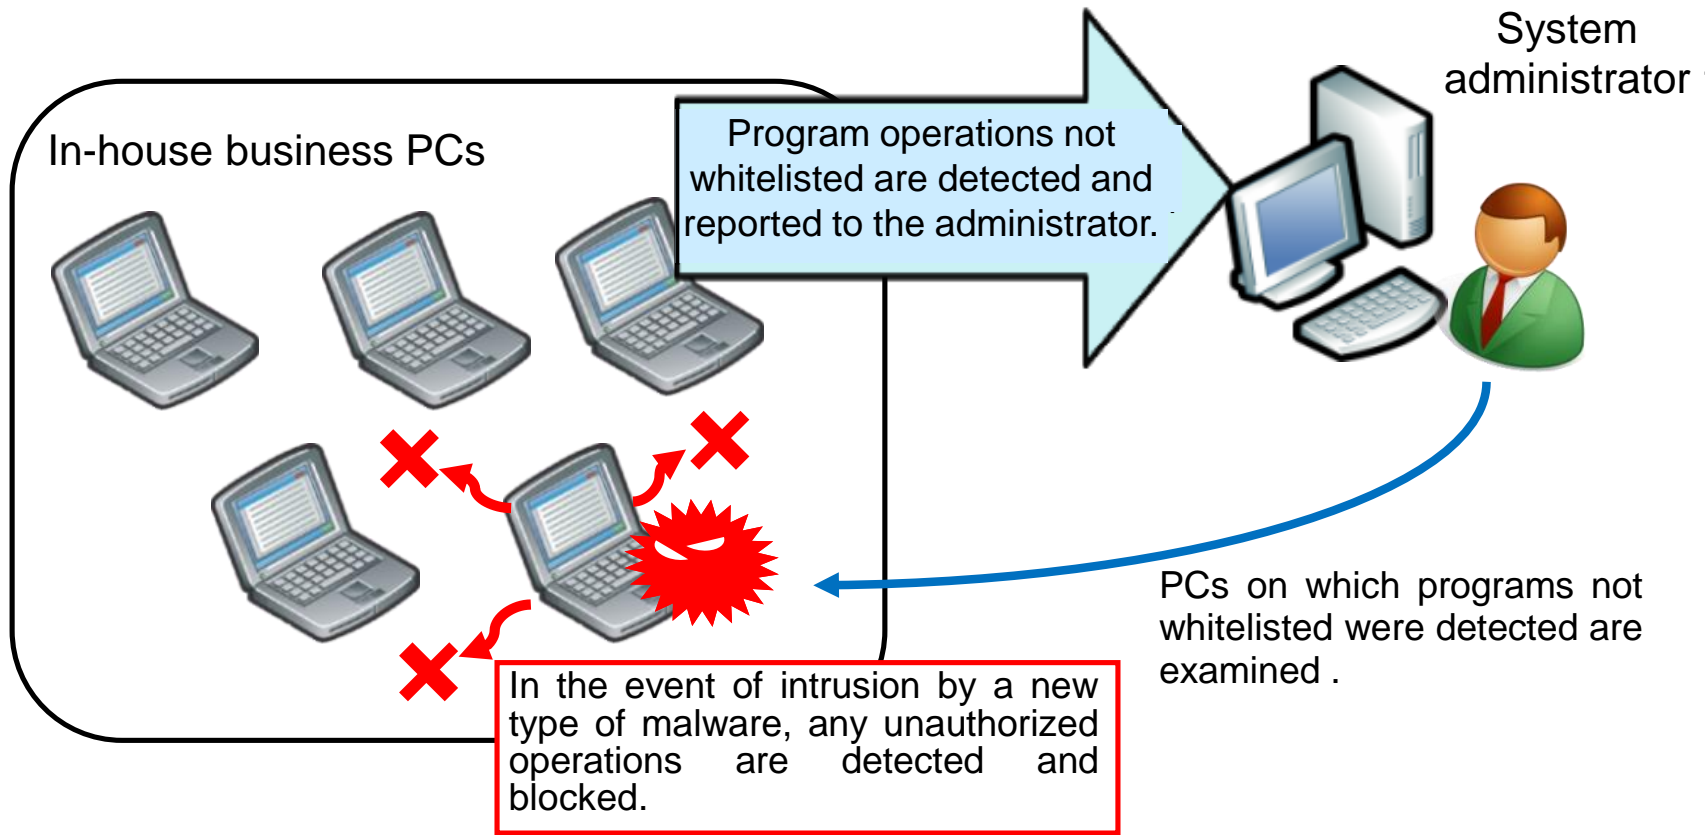 System
administrator
In-house business PCs
Program operations not
whitelisted are detected and
reported to the administrator.
PCs on which programs not
whitelisted were detected are
examined .
In the event of intrusion by a new
type of malware, any unauthorized
operations are detected and
blocked.